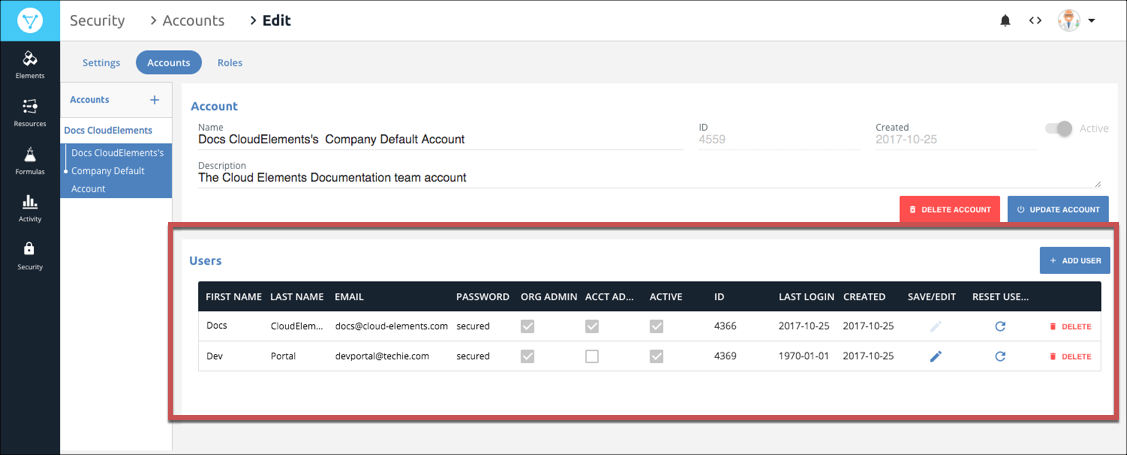 Security > Accounts > Edit
Elements
Resources
Formulas
Activity
Security
Settings Accounts Roles
Accounts +
Docs CloudElements
Docs CloudElements's
Company Default
Account
Account
Name ID Created
Docs CloudElements's Company Default Account 4559 2017-10-25 Active
Description
The Cloud Elements Documentation team account
DELETE ACCOUNT UPDATE ACCOUNT
Users
+ ADD USER
FIRST NAME LAST NAME EMAIL PASSWORD ORG ADMIN ACCT AD... ACTIVE ID LAST LOGIN CREATED SAVE/EDIT RESET USE...
Docs CloudElem... docs@cloud-elements.com secured 4366 2017-10-25 2017-10-25 DELETE
Dev Portal devportal@techie.com secured 4369 1970-01-01 2017-10-25 DELETE